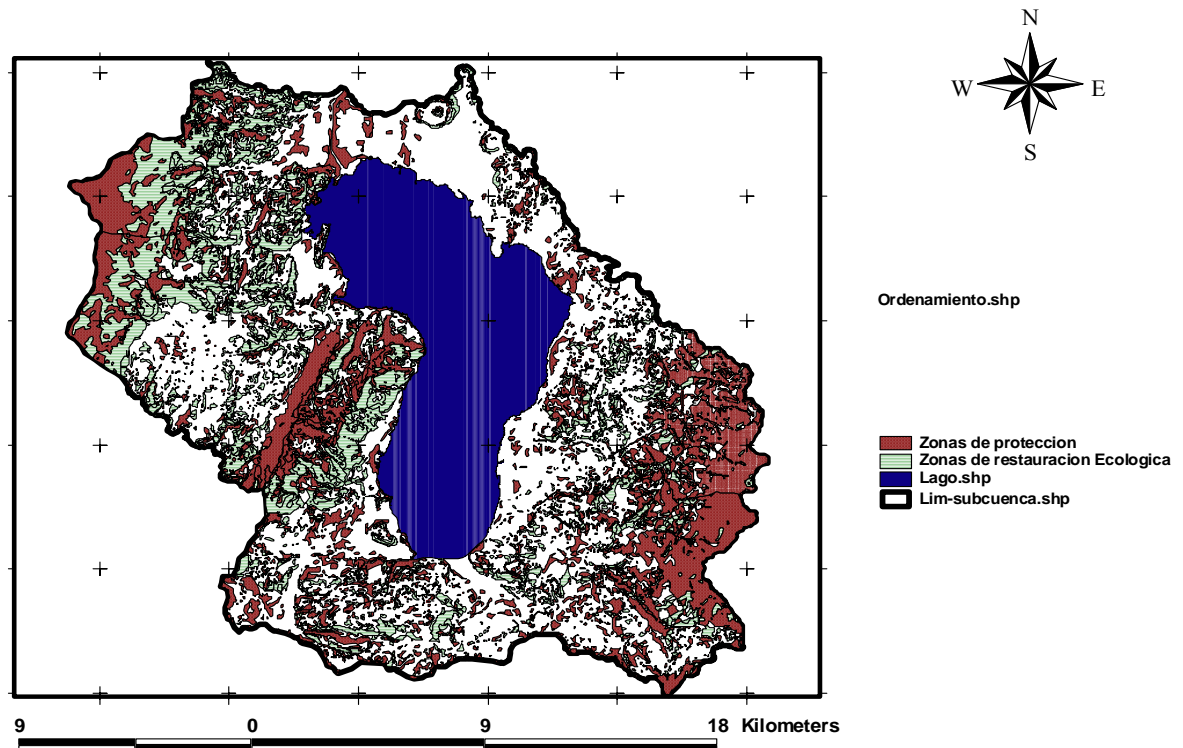 N
W
E
S
Ordenamiento.shp
Zonas de proteccion
Zonas de restauracion Ecologica
Lago.shp
Lim-subcuenca.shp
9 0 9 18 Kilometers